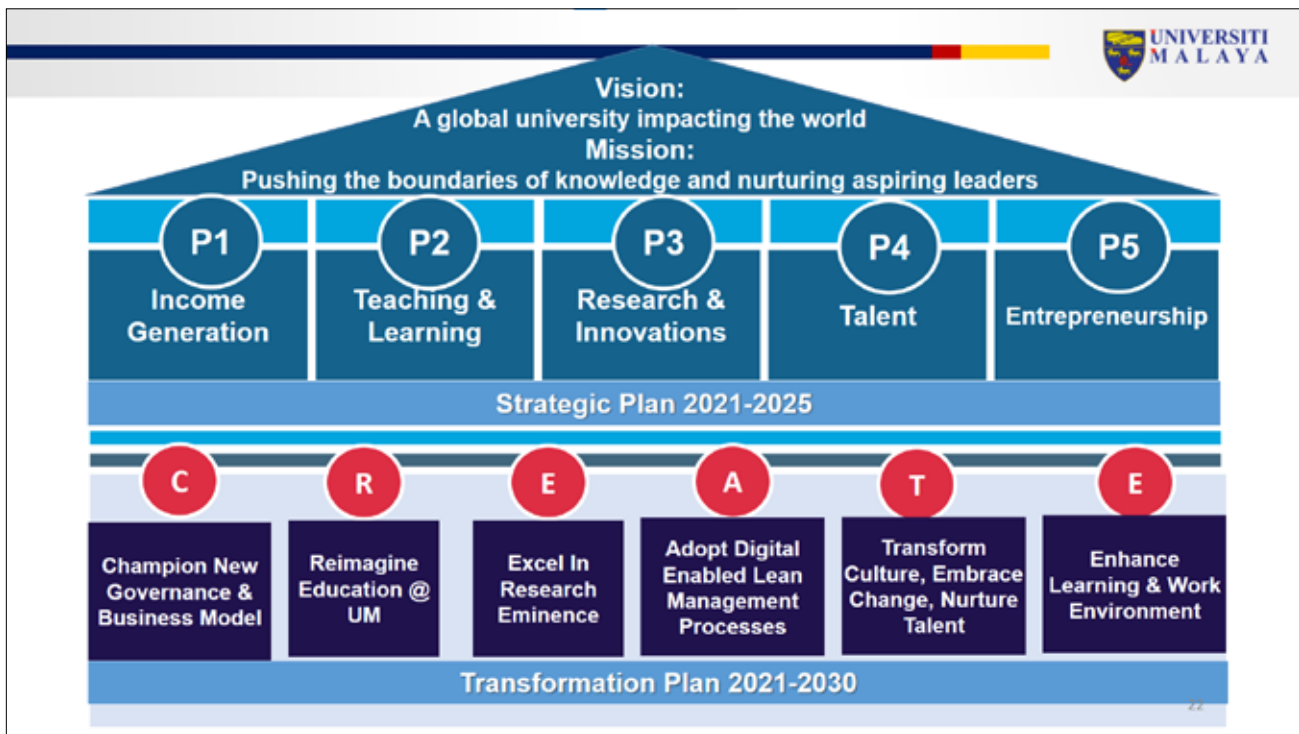 UNIVERSITI
MALAYA
Vision:
A global university impacting the world
Mission:
Pushing the boundaries of knowledge and nurturing aspiring leaders
P1
P2
P3
P4
P5
Income
Generation
Teaching &
Learning
Research &
Innovations
Talent
Entrepreneurship
Strategic Plan 2021-2025
C
R
E
A
T
E
Champion New
Governance &
Business Model
Reimagine
Education @
UM
Excel In
Research
Eminence
Adopt Digital
Enabled Lean
Management
Processes
Transform
Culture, Embrace
Change, Nurture
Talent
Enhance
Learning & Work
Environment
Transformation Plan 2021-2030
22